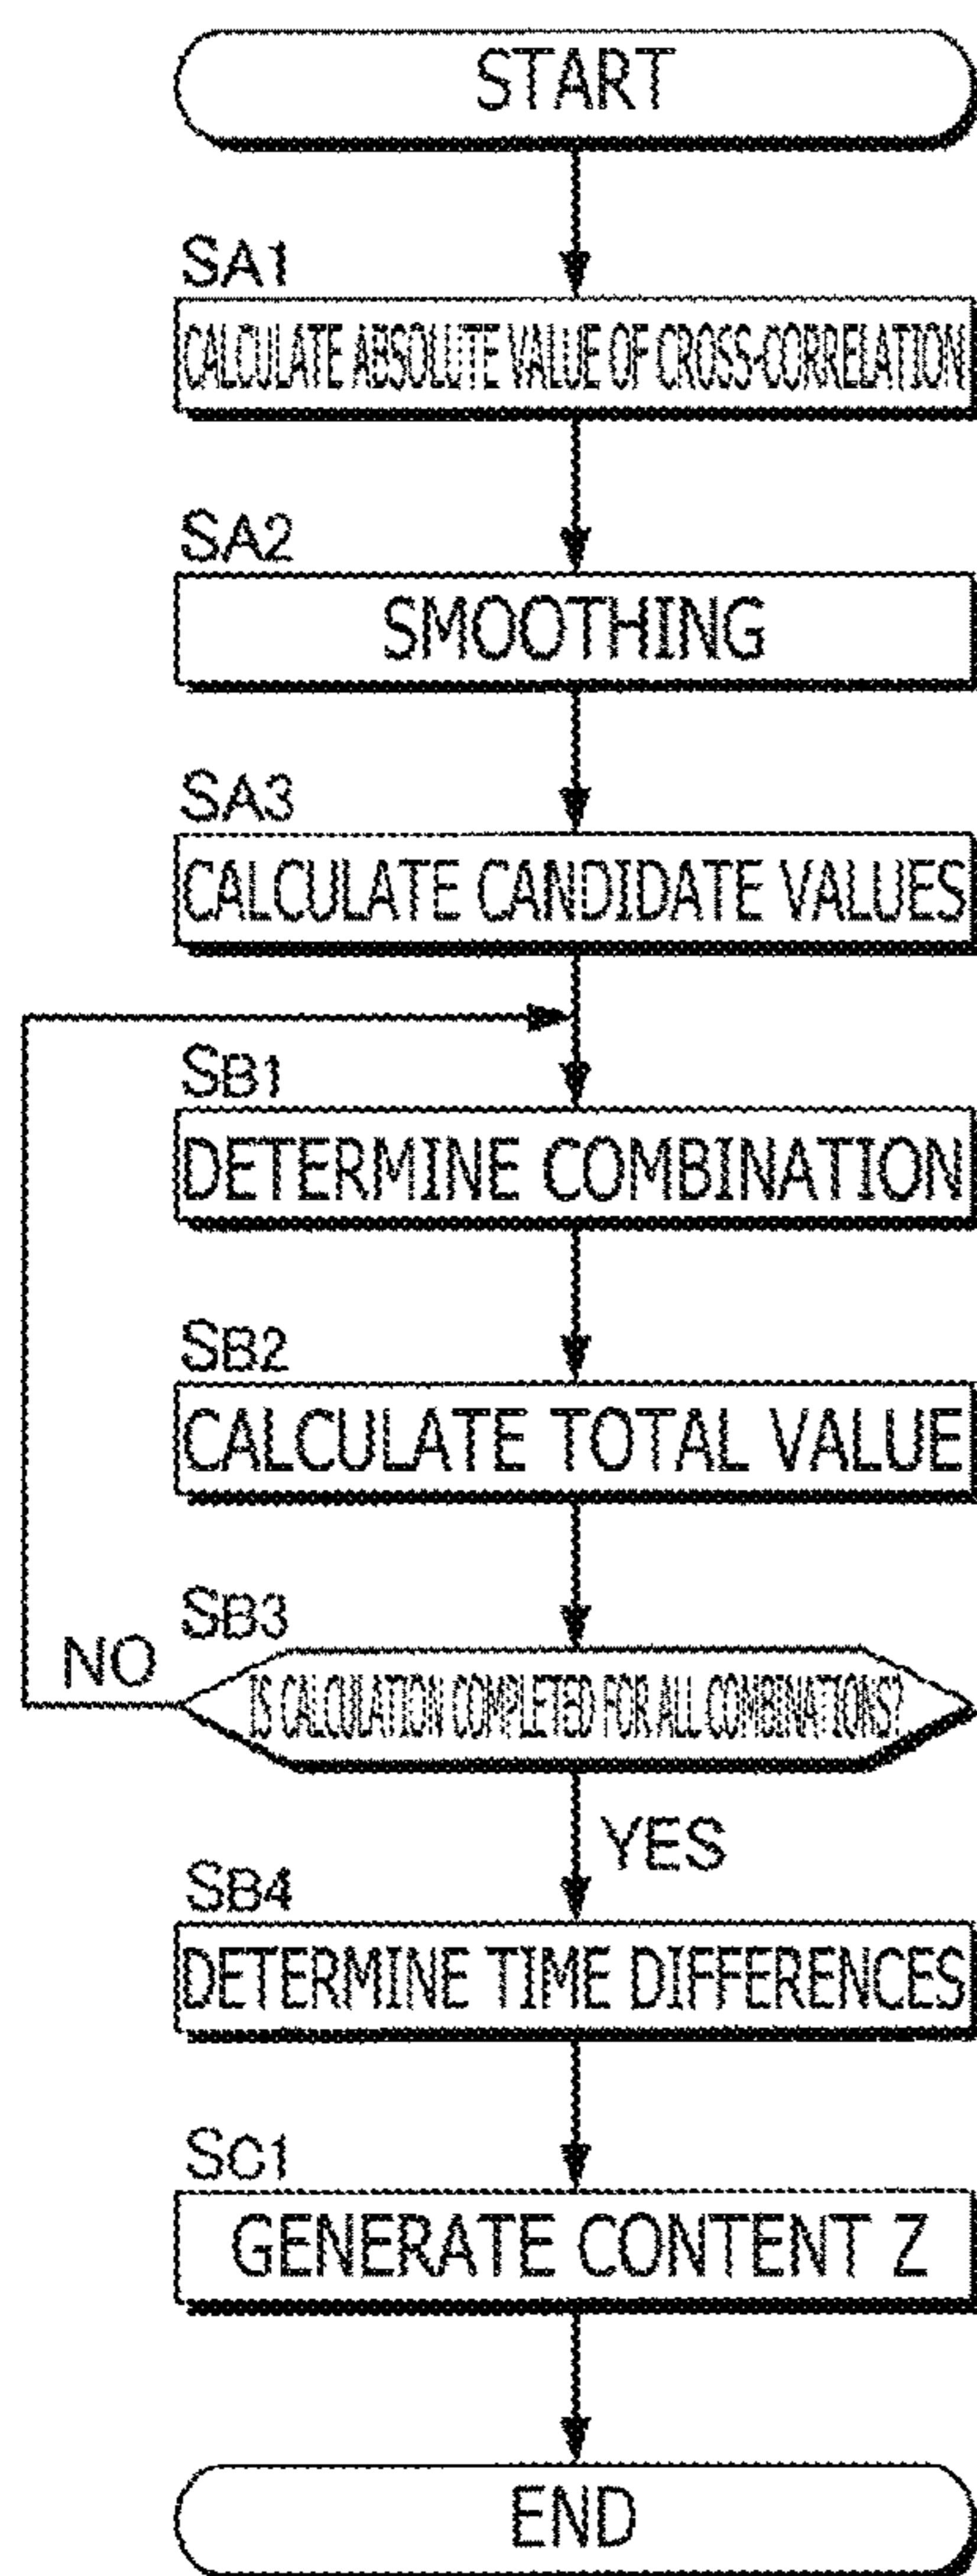 START
SA1
CALCULATE ABSOLUTE VALUE OF CROSS-CORRELATION
SA2
SMOOTHING
SA3
CALCULATE CANDIDATE VALUES
SB1
DETERMINE COMBINATION
SB2
CALCULATE TOTAL VALUE
SB3
NO
IS CALCULATION COMPLETED FOR ALL COMBINATIONS?
YES
SB4
DETERMINE TIME DIFFERENCES
SC1
GENERATE CONTENT Z
END